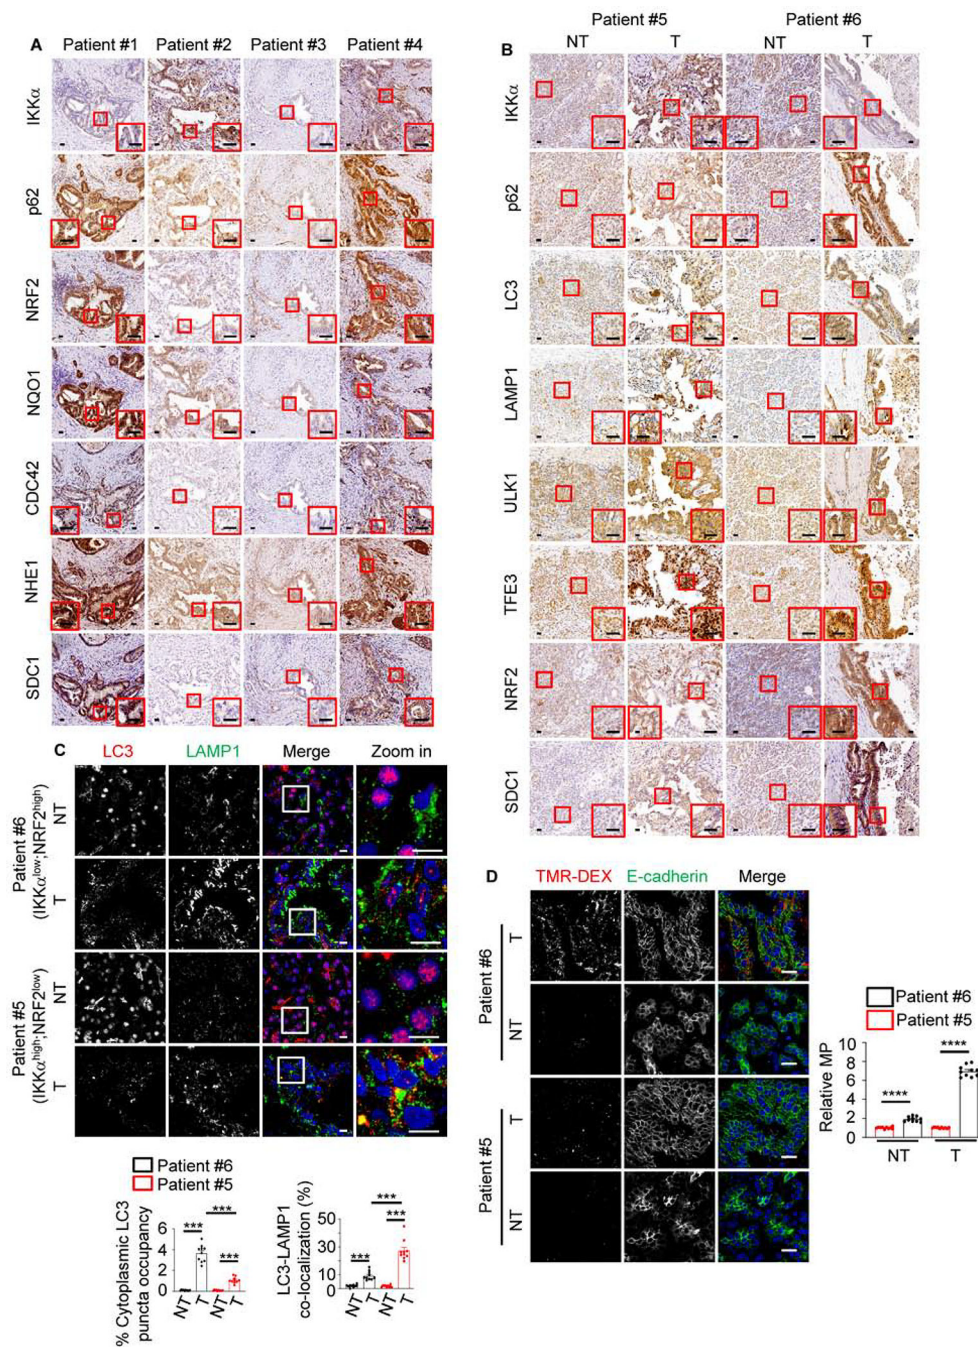 A
Patient #1 Patient #2 Patient #3 Patient #4
IKKα
p62
NRF2
NQO1
CDC42
NHE1
SDC1
B
Patient #5 Patient #6
NT T NT T
IKKα
p62
LC3
LAMP1
ULK1
TFE3
NRF2
SDC1
C
LC3 LAMP1 Merge Zoom in
Patient #6
(IKKα^low;NRF2^high)
NT
T
Patient #5
(IKKα^high;NRF2^low)
NT
T
Patient #6
Patient #5
% Cytoplasmic LC3
puncta occupancy
6
4
2
0
*** *** ***
NT T NT T
LC3-LAMP1
co-localization (%)
50
30
10
0
*** *** ***
NT T NT T
D
TMR-DEX E-cadherin Merge
Patient #6
T
NT
Patient #5
T
NT
Patient #6
Patient #5
Relative MP
10
8
6
4
2
0
**** ****
NT T